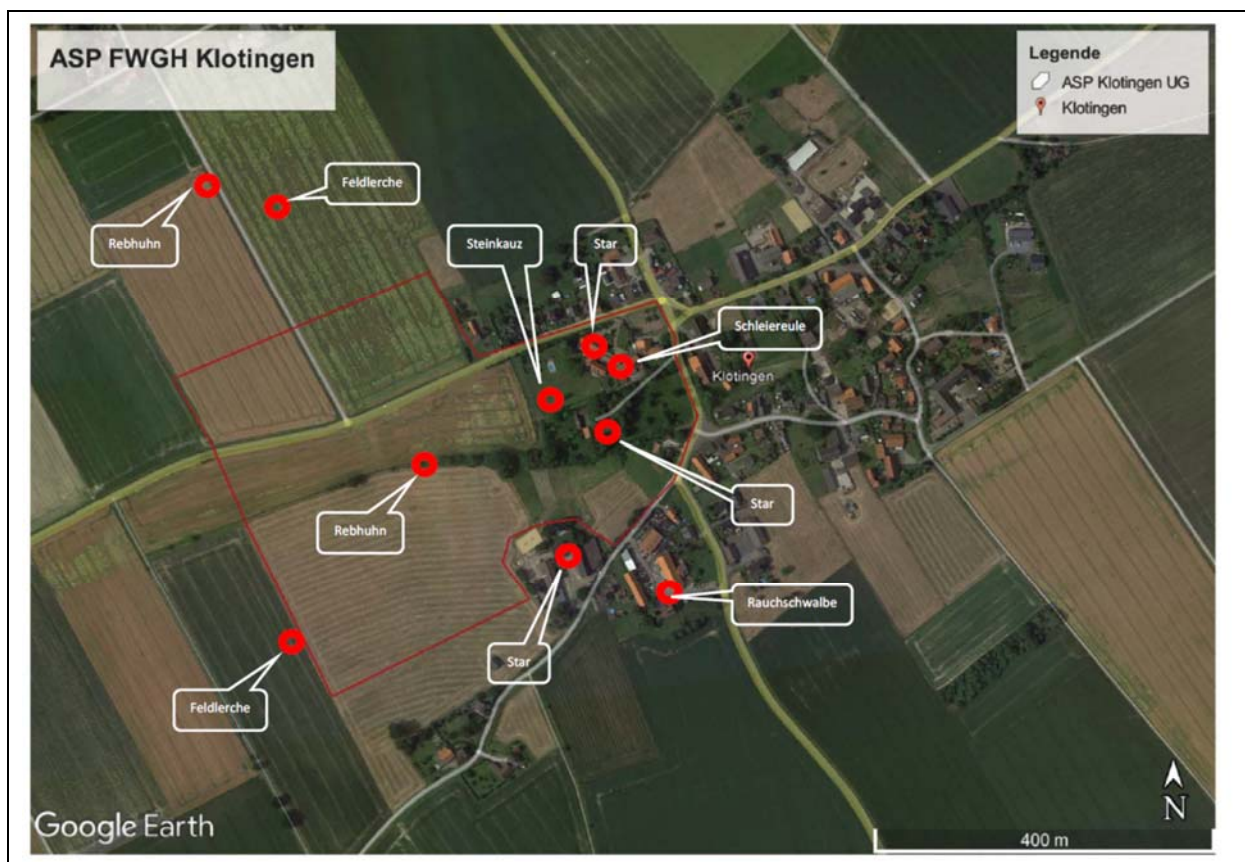 ASP FWGH Klotingen
Legende
ASP Klotingen UG
Klotingen
Feldlerche
Rebhuhn
Steinkauz
Star
Schleiereule
Klotingen
Star
Rebhuhn
Rauchschwalbe
Star
Feldlerche
N
Google Earth
400 m